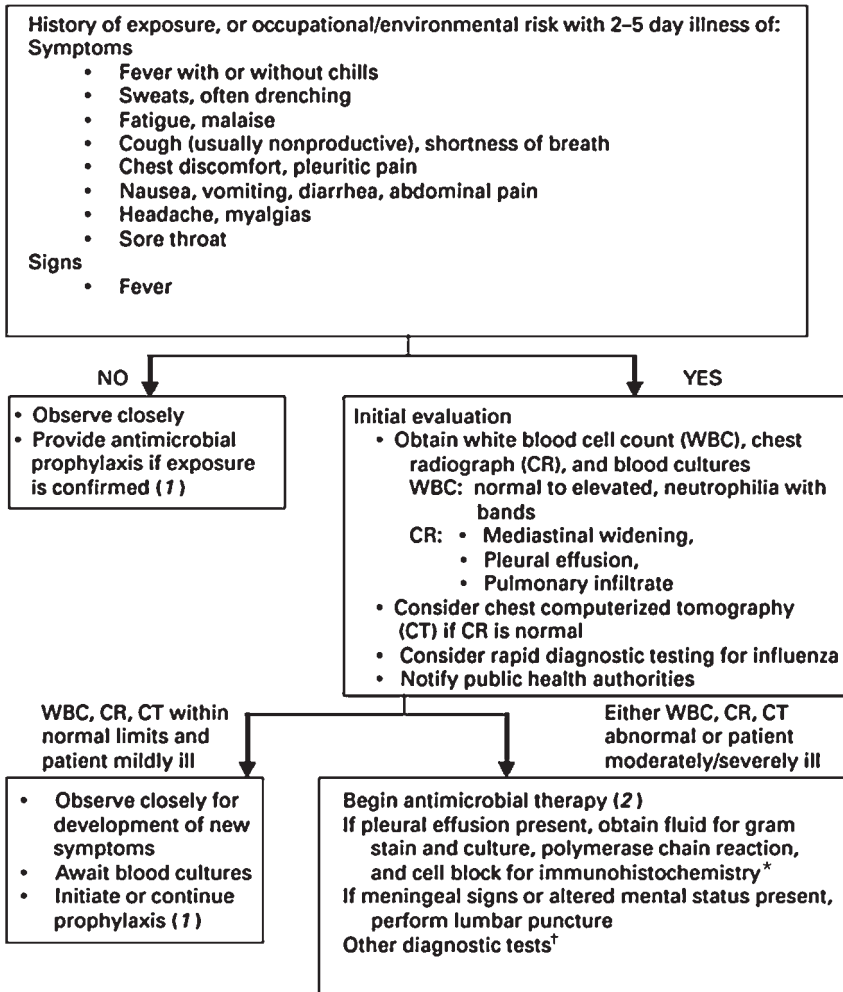 History of exposure, or occupational/environmental risk with 2–5 day illness of:
Symptoms
• Fever with or without chills
• Sweats, often drenching
• Fatigue, malaise
• Cough (usually nonproductive), shortness of breath
• Chest discomfort, pleuritic pain
• Nausea, vomiting, diarrhea, abdominal pain
• Headache, myalgias
• Sore throat
Signs
• Fever
NO
• Observe closely
• Provide antimicrobial
prophylaxis if exposure
is confirmed (1)
YES
Initial evaluation
• Obtain white blood cell count (WBC), chest
radiograph (CR), and blood cultures
WBC: normal to elevated, neutrophilia with
bands
CR: • Mediastinal widening,
• Pleural effusion,
• Pulmonary infiltrate
• Consider chest computerized tomography
(CT) if CR is normal
• Consider rapid diagnostic testing for influenza
• Notify public health authorities
WBC, CR, CT within
normal limits and
patient mildly ill
• Observe closely for
development of new
symptoms
• Await blood cultures
• Initiate or continue
prophylaxis (1)
Either WBC, CR, CT
abnormal or patient
moderately/severely ill
Begin antimicrobial therapy (2)
If pleural effusion present, obtain fluid for gram
stain and culture, polymerase chain reaction,
and cell block for immunohistochemistry*
If meningeal signs or altered mental status present,
perform lumbar puncture
Other diagnostic tests†